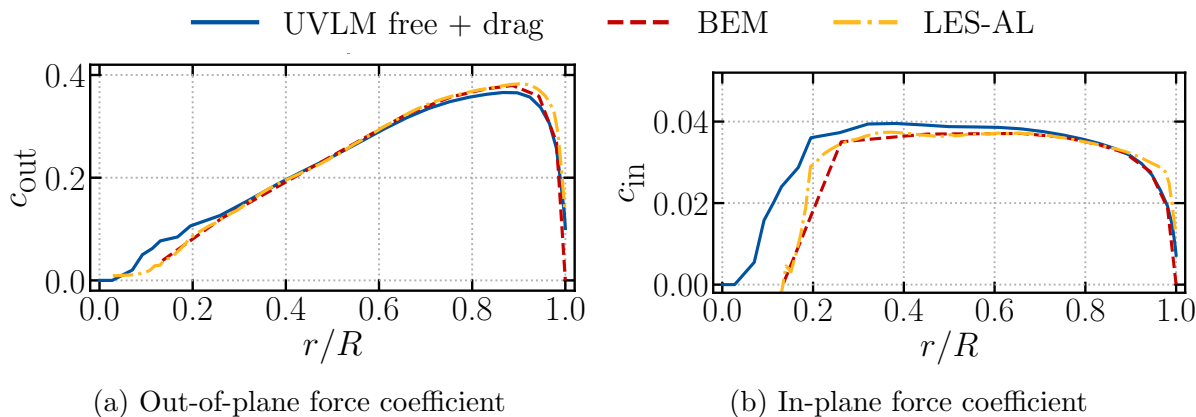 UVLM free + drag BEM LES-AL
0.4
0.2
0.0
c_out
0.0 0.2 0.4 0.6 0.8 1.0
r/R
(a) Out-of-plane force coefficient
0.04
0.02
0.00
c_in
0.0 0.2 0.4 0.6 0.8 1.0
r/R
(b) In-plane force coefficient